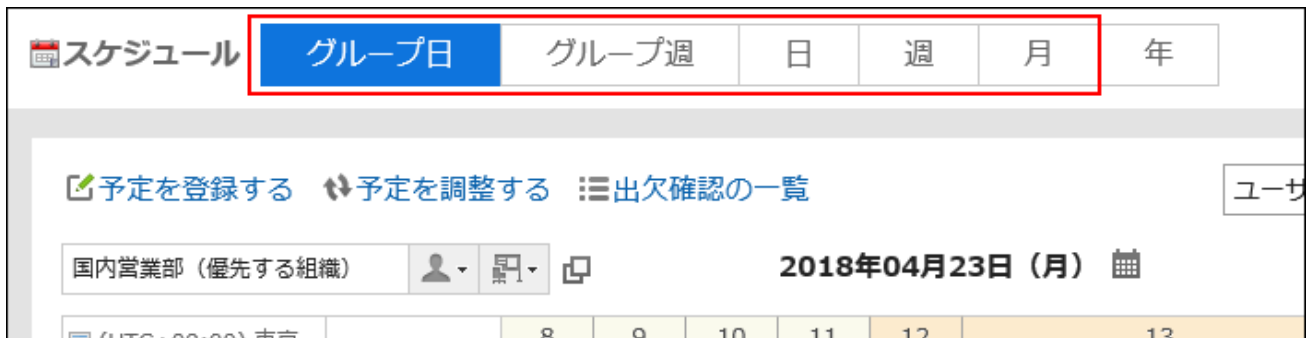 スケジュール グループ日 グループ週 日 週 月 年
予定を登録する 予定を調整する 出欠確認の一覧
ユーザ
国内営業部（優先する組織） 2018年04月23日（月）
8 9 10 11 12 13